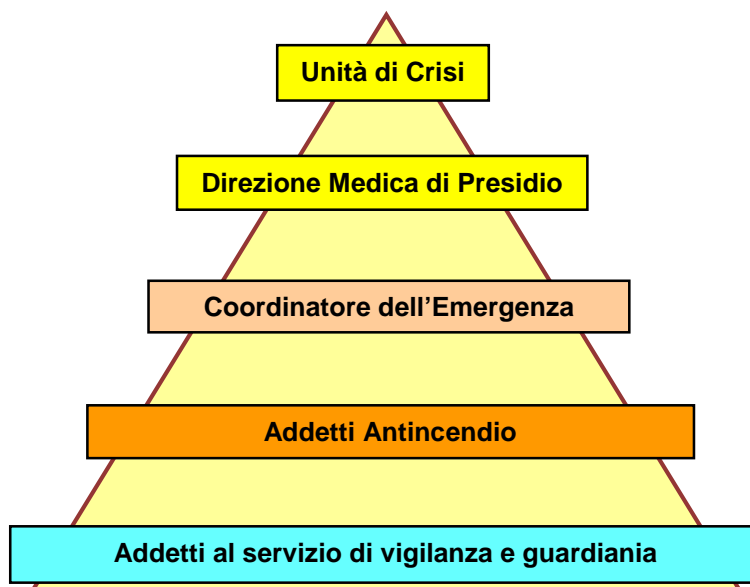 Unità di Crisi
Direzione Medica di Presidio
Coordinatore dell’Emergenza
Addetti Antincendio
Addetti al servizio di vigilanza e guardiania